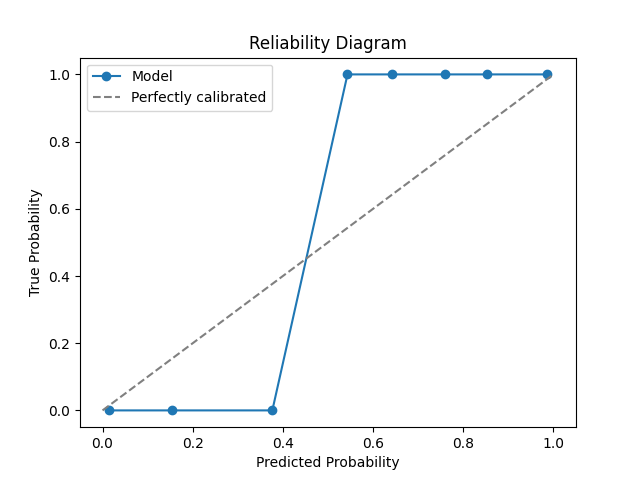 Reliability Diagram
Model
Perfectly calibrated
True Probability
1.0
0.8
0.6
0.4
0.2
0.0
0.0 0.2 0.4 0.6 0.8 1.0
Predicted Probability